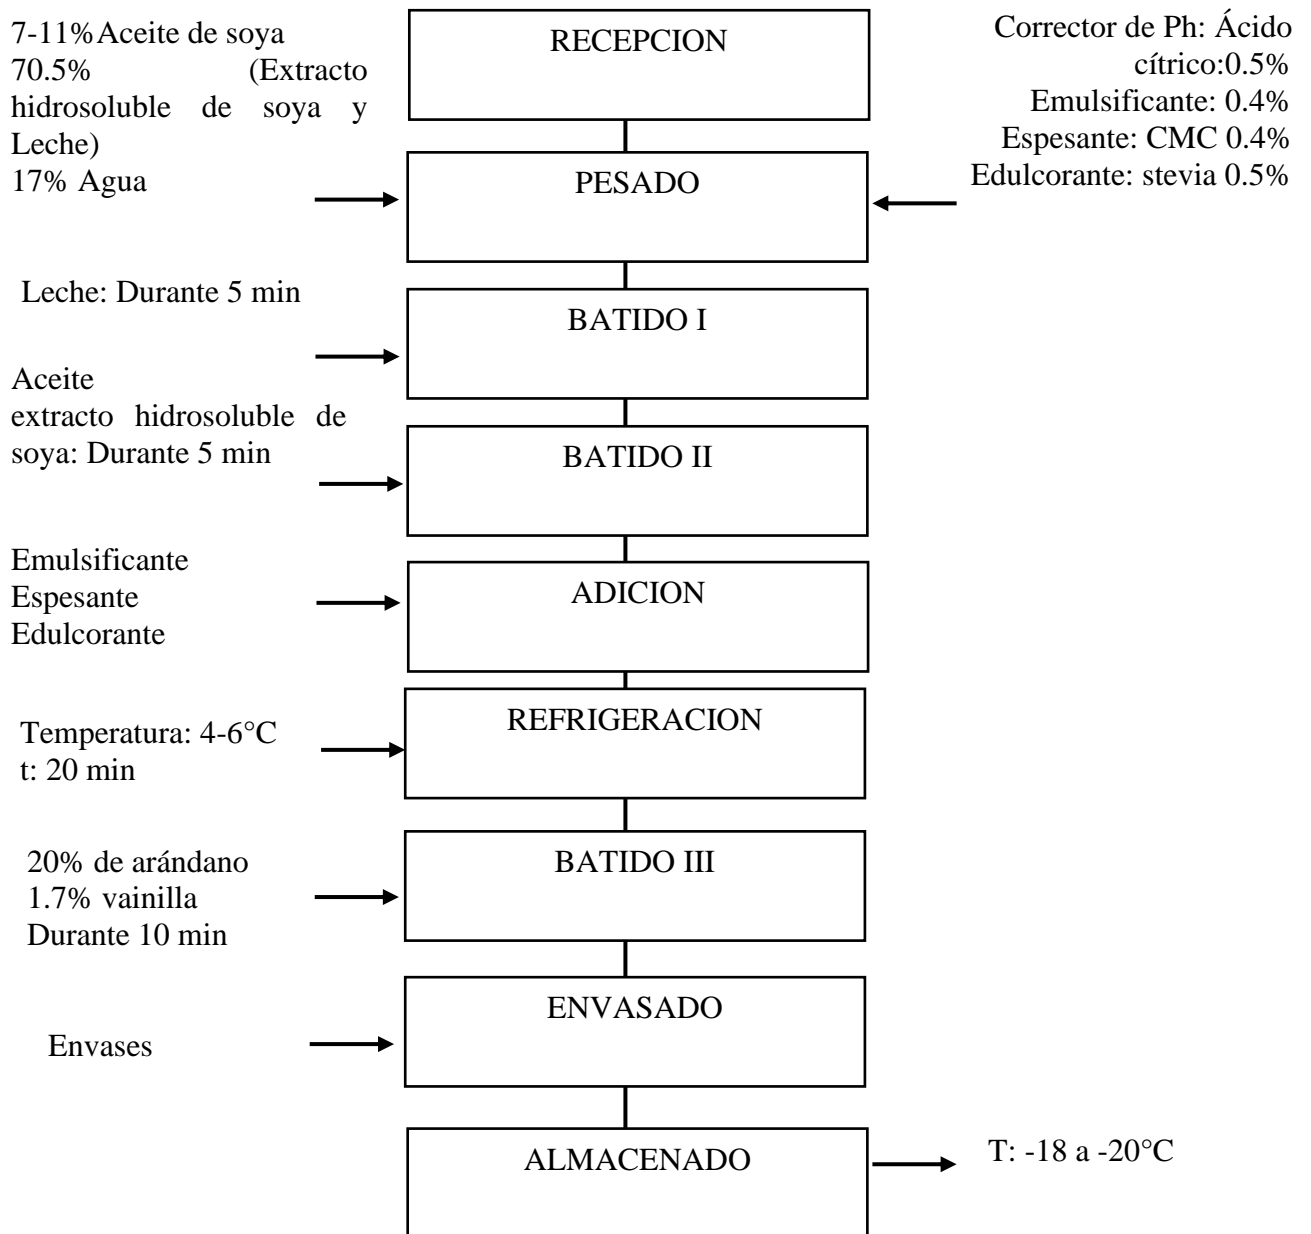 RECEPCION
7-11%Aceite de soya
70.5% (Extracto
hidrosoluble de soya y
Leche)
17% Agua
Corrector de Ph: Ácido
cítrico:0.5%
Emulsificante: 0.4%
Espesante: CMC 0.4%
Edulcorante: stevia 0.5%
PESADO
Leche: Durante 5 min
BATIDO I
Aceite
extracto hidrosoluble de
soya: Durante 5 min
BATIDO II
Emulsificante
Espesante
Edulcorante
ADICION
REFRIGERACION
Temperatura: 4-6°C
t: 20 min
BATIDO III
20% de arándano
1.7% vainilla
Durante 10 min
ENVASADO
Envases
ALMACENADO
T: -18 a -20°C